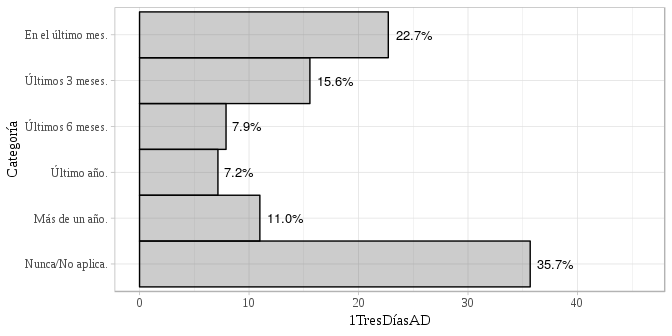 En el último mes.
22.7%
Últimos 3 meses.
15.6%
Últimos 6 meses.
7.9%
Último año.
7.2%
Más de un año.
11.0%
Nunca/No aplica.
35.7%
Categoría
0 10 20 30 40
1TresDíasAD